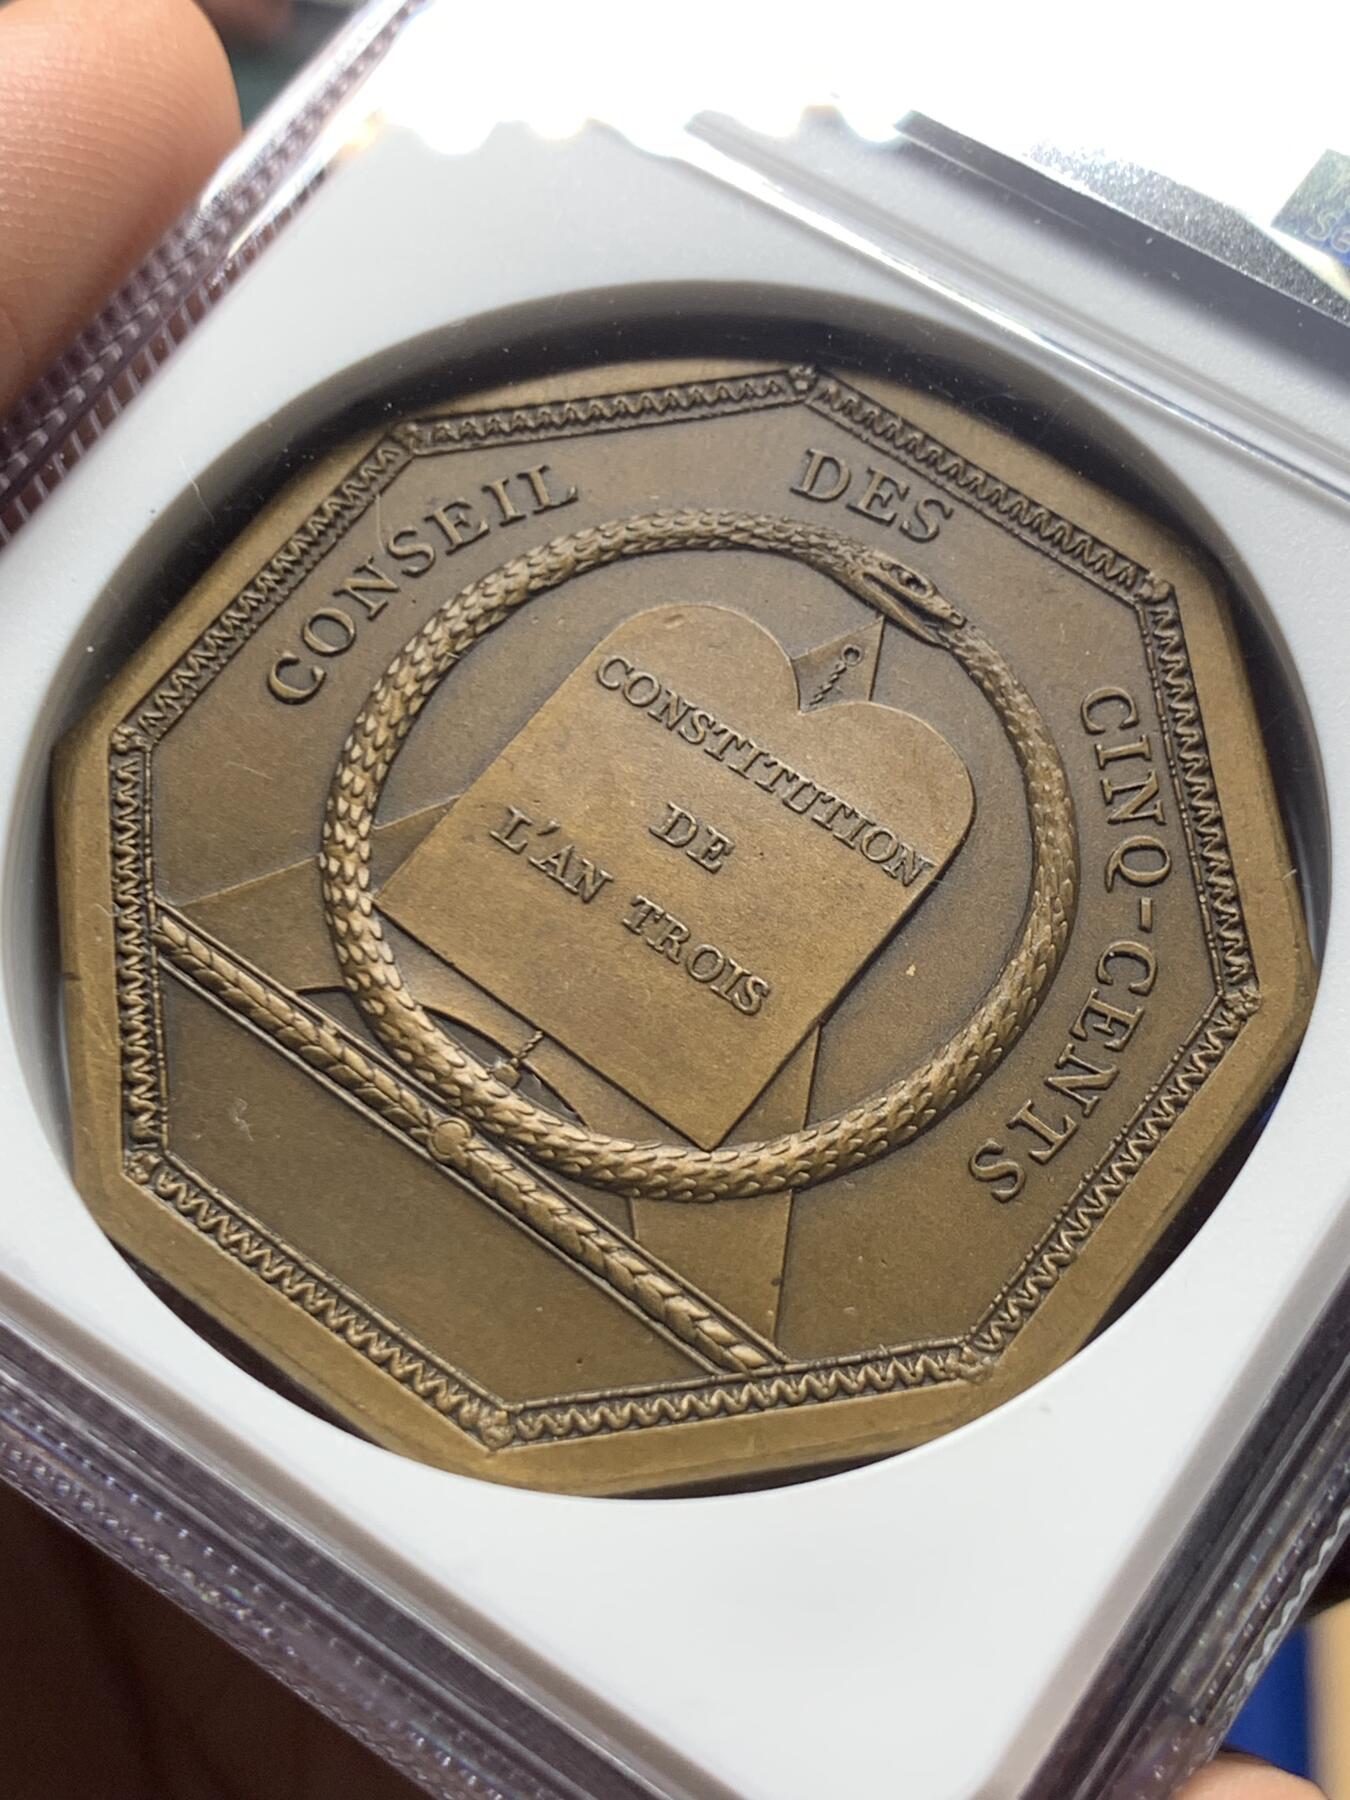 CONSEIL DES CINQ-CENTS
CONSTITUTION
DE
L'AN TROIS